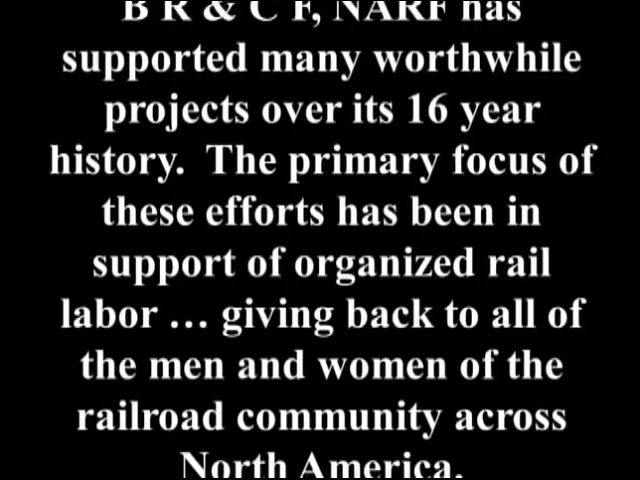 B R & C F, NARF has
supported many worthwhile
projects over its 16 year
history.  The primary focus of
these efforts has been in
support of organized rail
labor … giving back to all of
the men and women of the
railroad community across
North America.